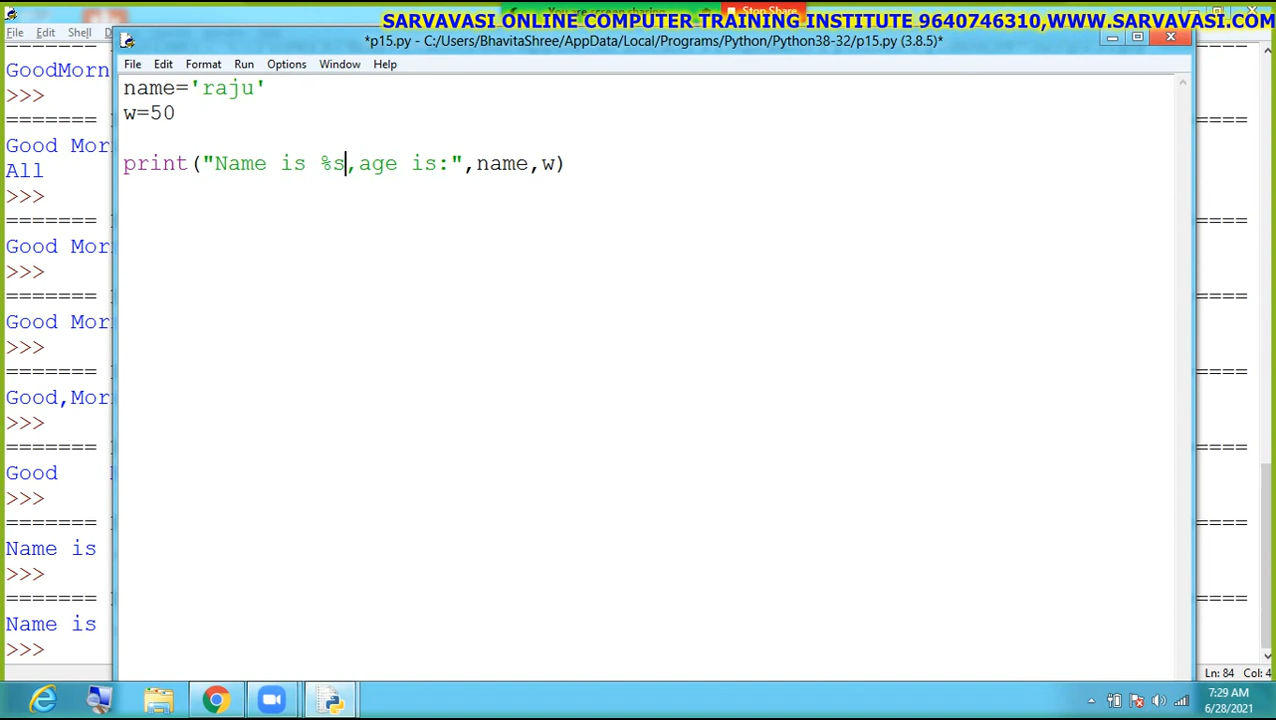 SARVAVASI ONLINE COMPUTER TRAINING INSTITUTE 9640746310,WWW.SARVAVASI.COM
*p15.py - C:/Users/BhavitaShree/AppData/Local/Programs/Python/Python38-32/p15.py (3.8.5)*
File Edit Shell D
File Edit Format Run Options Window Help
name='raju'
w=50
print("Name is %s,age is:",name,w)
=======
GoodMorn
>>>
=======
Good Mor
All
>>>
=======
Good Mor
>>>
=======
Good Mor
>>>
=======
Good,Mor
>>>
=======
Good
>>>
=======
Name is
>>>
=======
Name is
>>>
Ln: 84 Col: 4
7:29 AM
6/28/2021